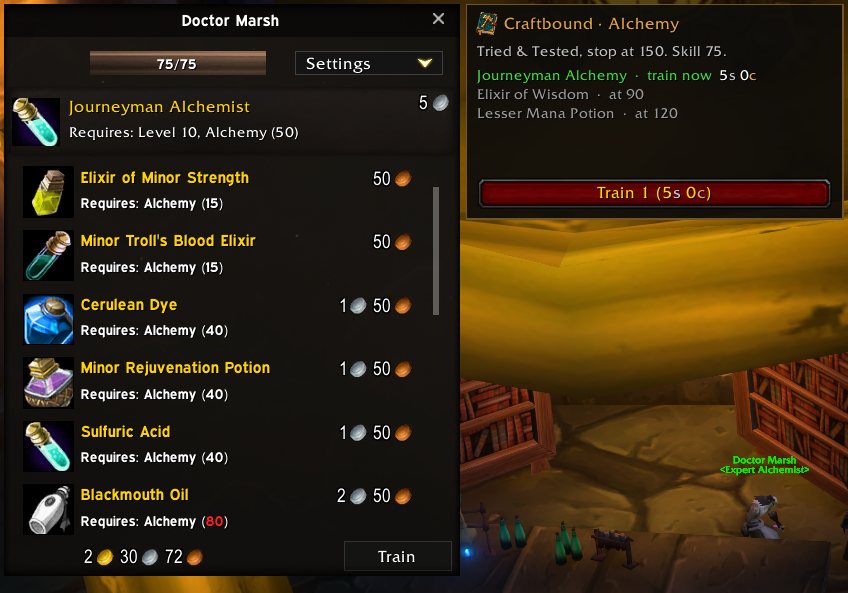 Doctor Marsh
75/75
Settings
Journeyman Alchemist
5
Requires: Level 10, Alchemy (50)
Elixir of Minor Strength
50
Requires: Alchemy (15)
Minor Troll's Blood Elixir
50
Requires: Alchemy (15)
Cerulean Dye
1 50
Requires: Alchemy (40)
Minor Rejuvenation Potion
1 50
Requires: Alchemy (40)
Sulfuric Acid
1 50
Requires: Alchemy (40)
Blackmouth Oil
2 50
Requires: Alchemy (80)
2 30 72
Train
Craftbound · Alchemy
Tried & Tested, stop at 150. Skill 75.
Journeyman Alchemy · train now 5s 0c
Elixir of Wisdom · at 90
Lesser Mana Potion · at 120
Train 1 (5s 0c)
Doctor Marsh
<Expert Alchemist>